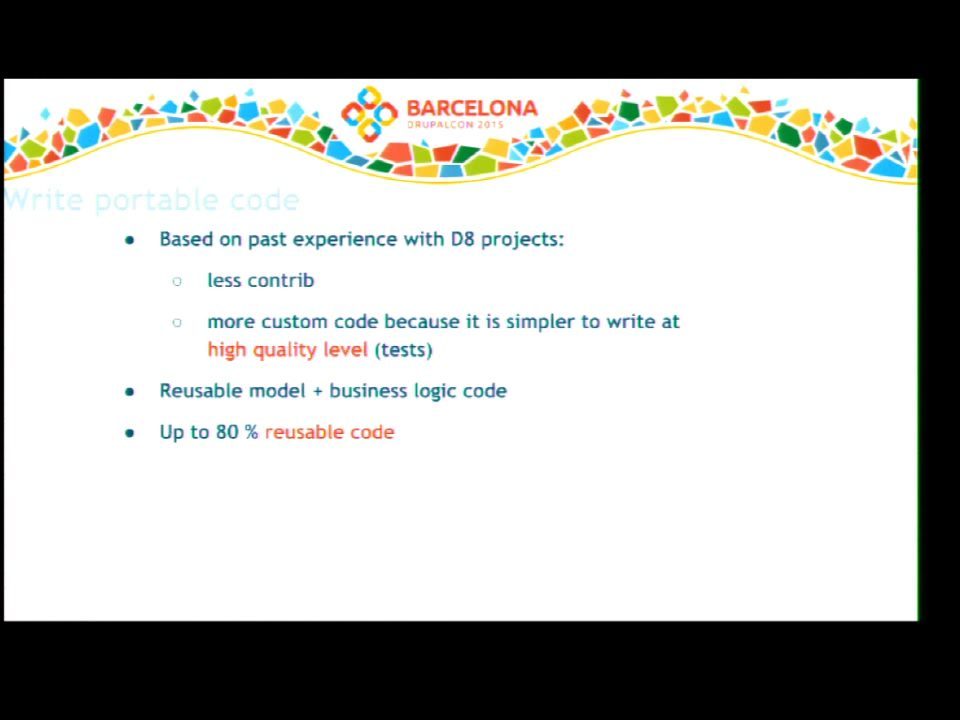 BARCELONA
DRUPALCON 2015
Write portable code
● Based on past experience with D8 projects:
○ less contrib
○ more custom code because it is simpler to write at
high quality level (tests)
● Reusable model + business logic code
● Up to 80 % reusable code